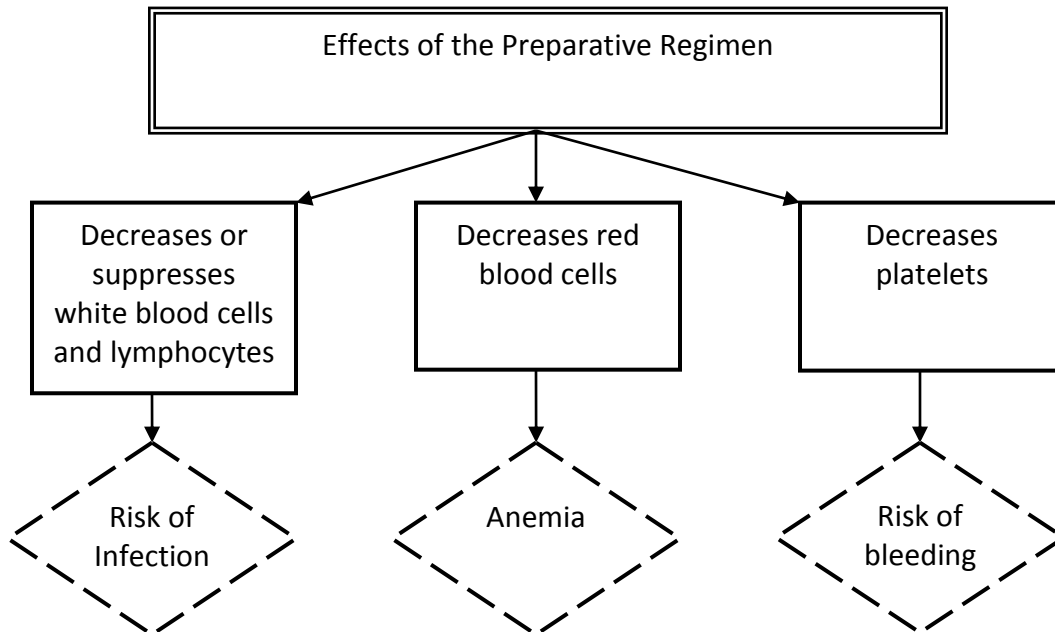 Effects of the Preparative Regimen
Decreases or
suppresses
white blood cells
and lymphocytes
Decreases red
blood cells
Decreases
platelets
Risk of
Infection
Anemia
Risk of
bleeding